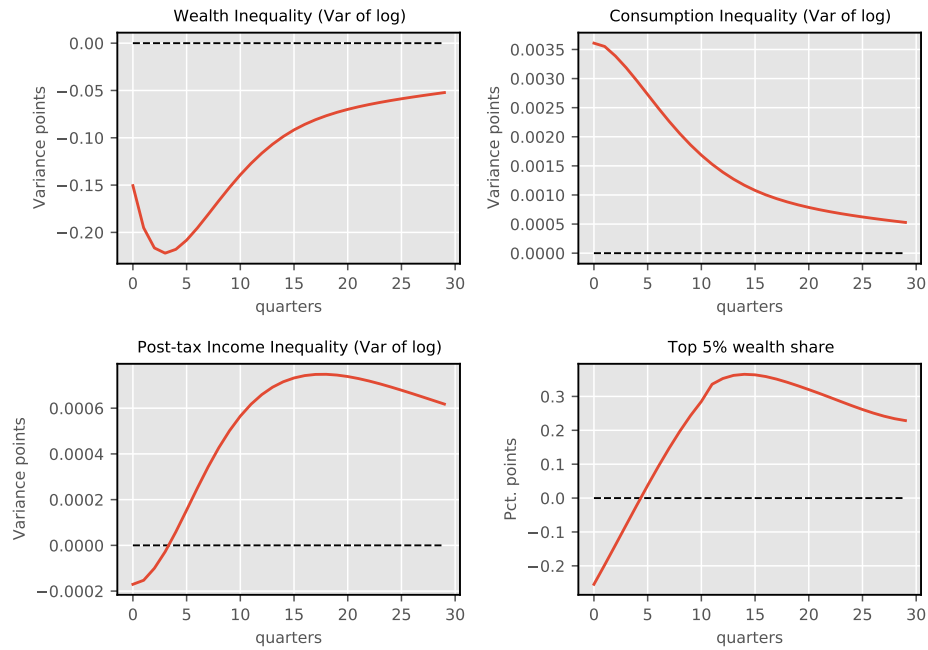 Wealth Inequality (Var of log)
0.00
−0.05
−0.10
−0.15
−0.20
Variance points
0 5 10 15 20 25 30
quarters
Consumption Inequality (Var of log)
0.0035
0.0030
0.0025
0.0020
0.0015
0.0010
0.0005
0.0000
Variance points
0 5 10 15 20 25 30
quarters
Post-tax Income Inequality (Var of log)
0.0006
0.0004
0.0002
0.0000
−0.0002
Variance points
0 5 10 15 20 25 30
quarters
Top 5% wealth share
0.3
0.2
0.1
0.0
−0.1
−0.2
Pct. points
0 5 10 15 20 25 30
quarters